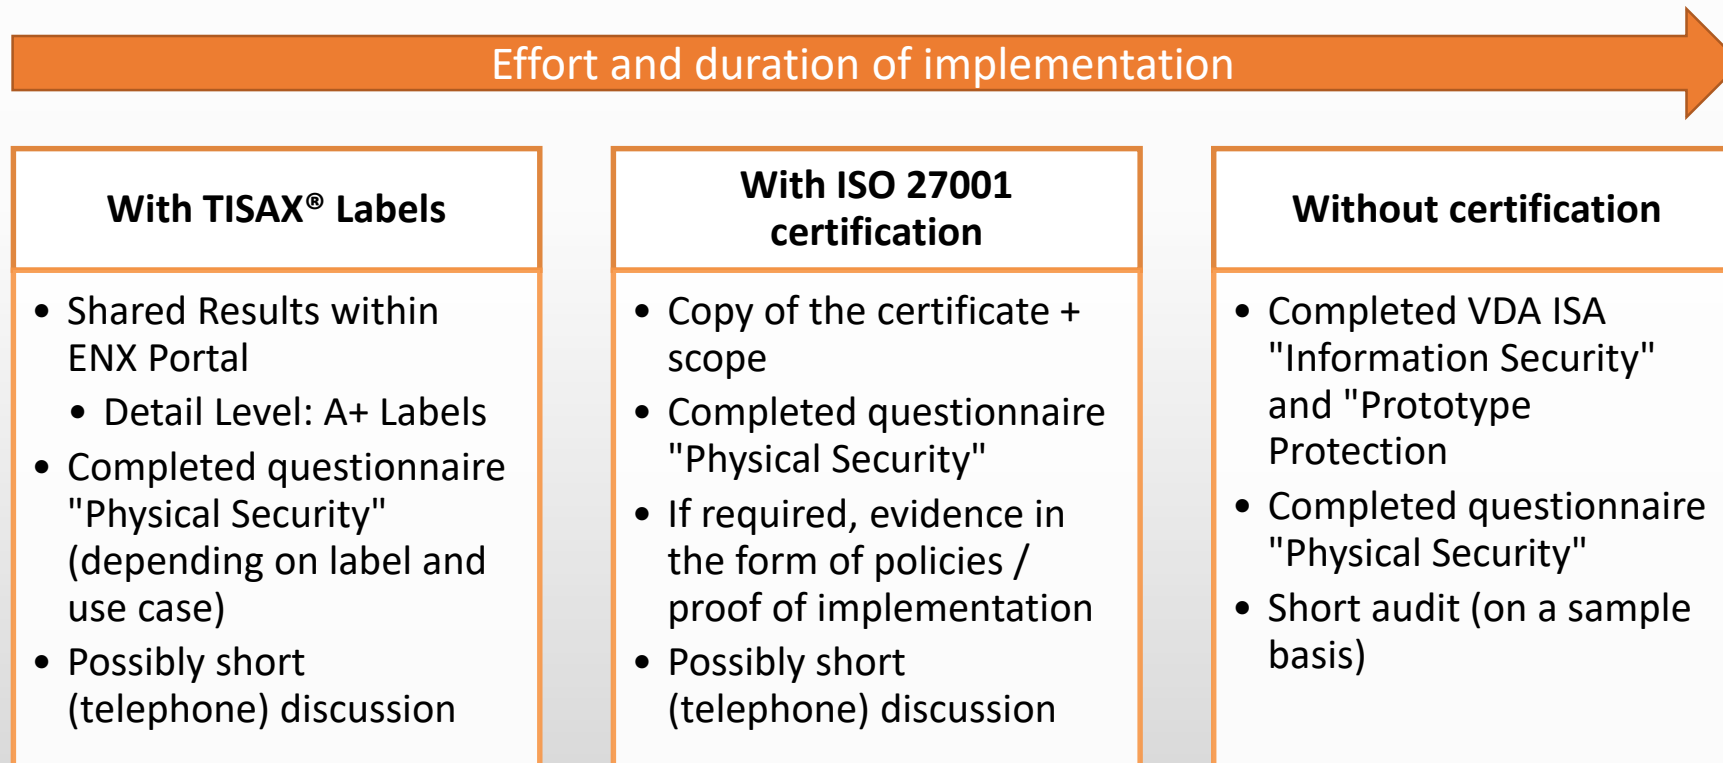 Effort and duration of implementation
With TISAX® Labels
• Shared Results within
ENX Portal
• Detail Level: A+ Labels
• Completed questionnaire
"Physical Security"
(depending on label and
use case)
• Possibly short
(telephone) discussion
With ISO 27001
certification
• Copy of the certificate +
scope
• Completed questionnaire
"Physical Security"
• If required, evidence in
the form of policies /
proof of implementation
• Possibly short
(telephone) discussion
Without certification
• Completed VDA ISA
"Information Security"
and "Prototype
Protection
• Completed questionnaire
"Physical Security"
• Short audit (on a sample
basis)